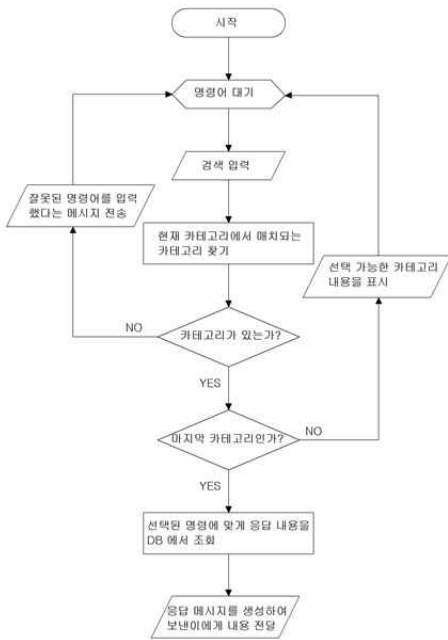 시작
명령어 대기
검색 입력
잘못된 명령어를 입력
했다는 메시지 전송
현재 카테고리에서 매치되는
카테고리 찾기
선택 가능한 카테고리
내용을 표시
NO
카테고리가 있는가?
YES
마지막 카테고리인가?
NO
YES
선택된 명령에 맞게 응답 내용을
DB 에서 조회
응답 메시지를 생성하여
보낸이에게 내용 전달